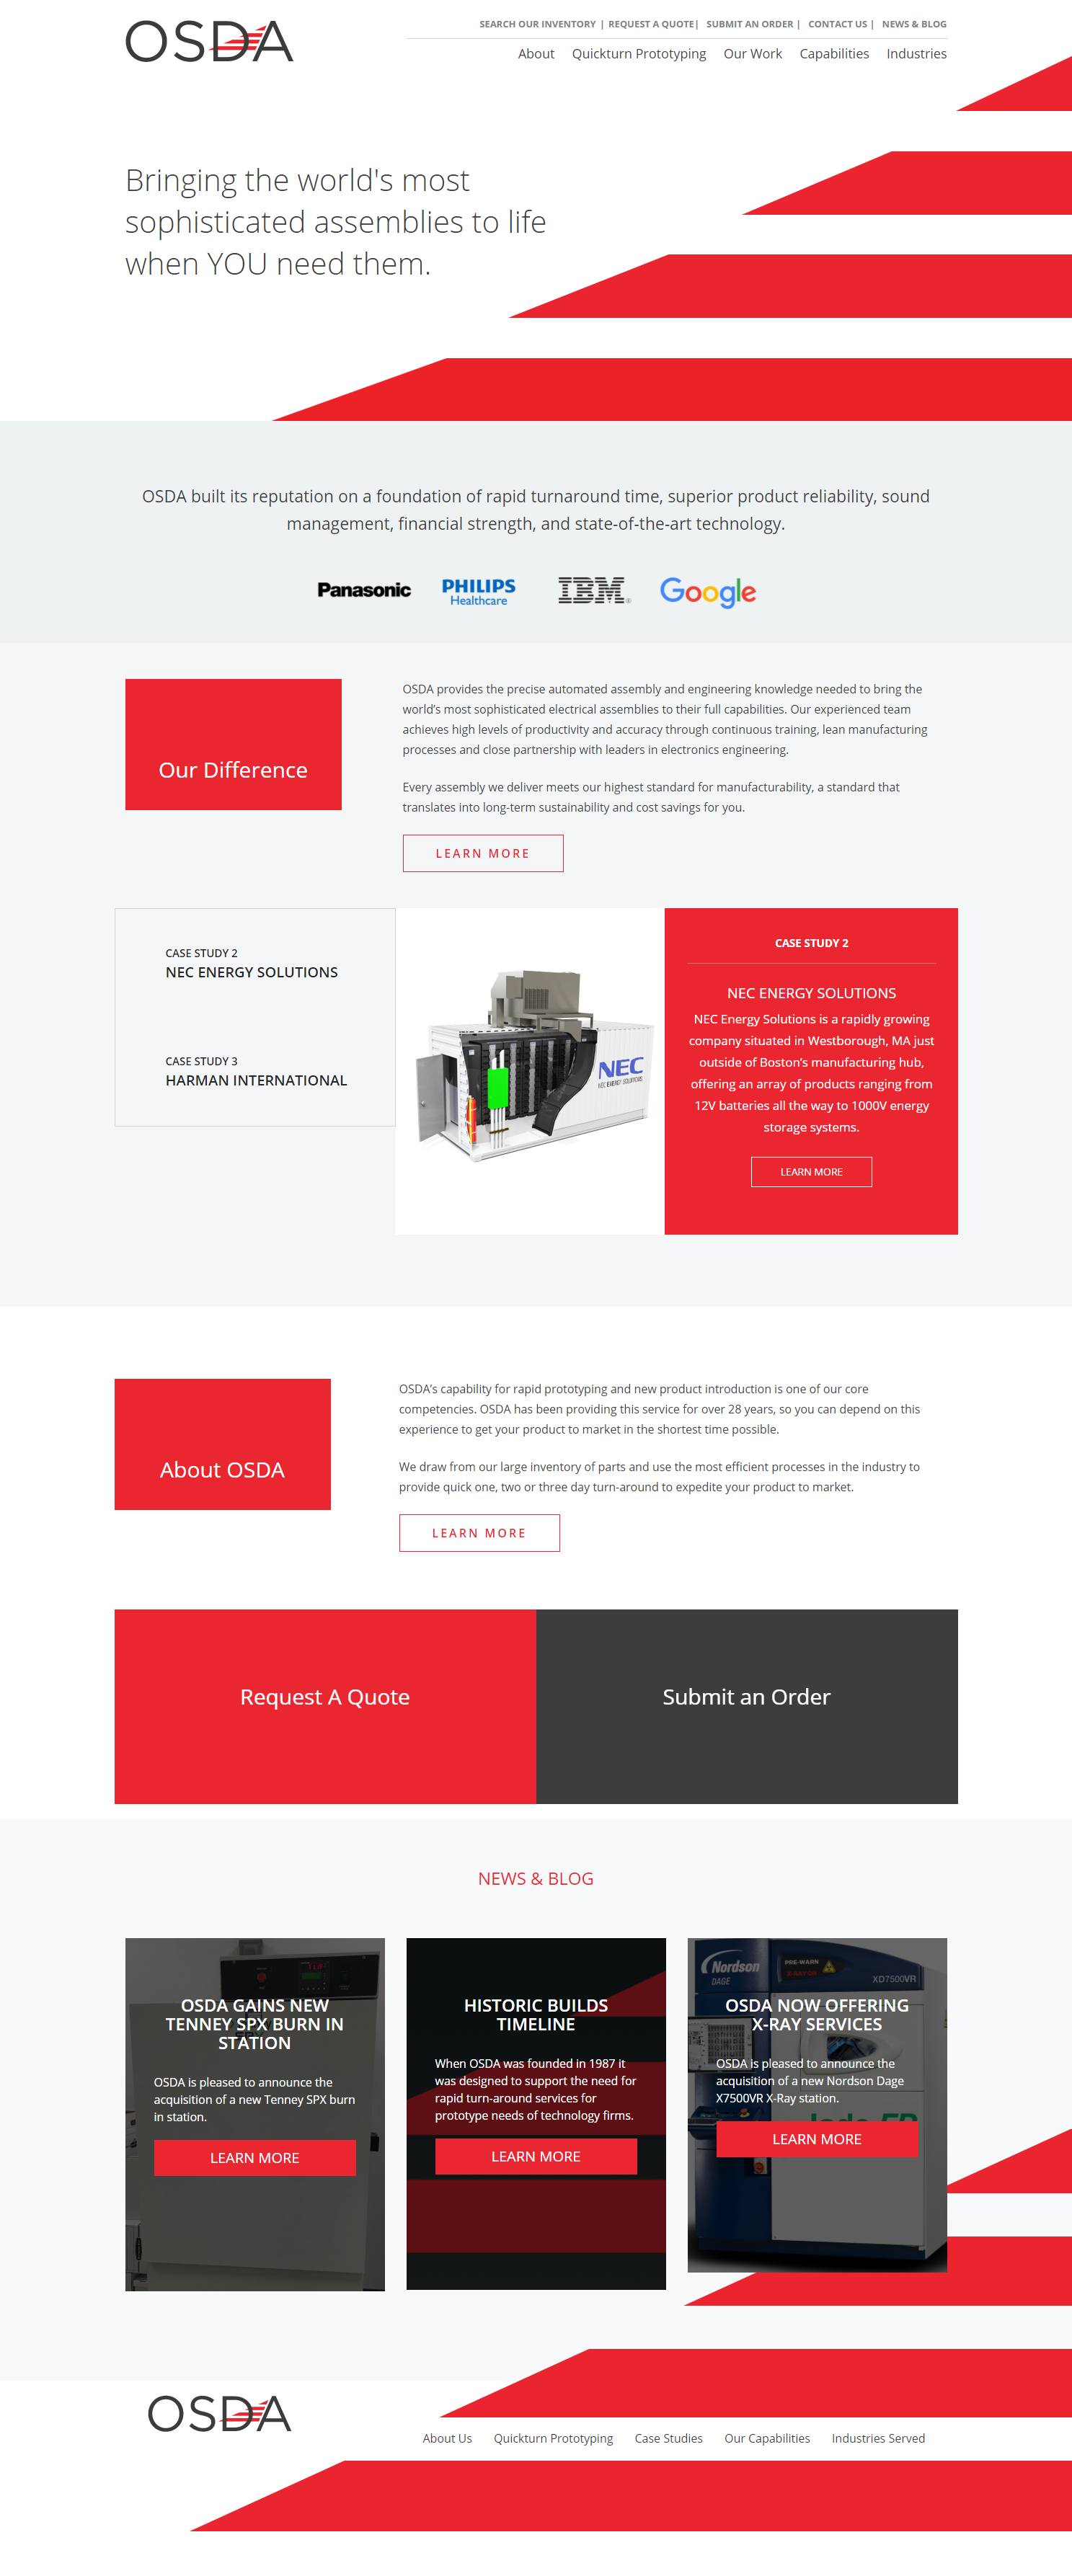 OSDA
SEARCH OUR INVENTORY | REQUEST A QUOTE | SUBMIT AN ORDER | CONTACT US | NEWS & BLOG
About Quickturn Prototyping Our Work Capabilities Industries
Bringing the world's most
sophisticated assemblies to life
when YOU need them.
OSDA built its reputation on a foundation of rapid turnaround time, superior product reliability, sound
management, financial strength, and state-of-the-art technology.
Panasonic PHILIPS Healthcare IBM® Google
Our Difference
OSDA provides the precise automated assembly and engineering knowledge needed to bring the
world's most sophisticated electrical assemblies to their full capabilities. Our experienced team
achieves high levels of productivity and accuracy through continuous training, lean manufacturing
processes and close partnership with leaders in electronics engineering.
Every assembly we deliver meets our highest standard for manufacturability, a standard that
translates into long-term sustainability and cost savings for you.
LEARN MORE
CASE STUDY 2
NEC ENERGY SOLUTIONS
CASE STUDY 3
HARMAN INTERNATIONAL
NEC
NEC ENERGY SOLUTIONS
CASE STUDY 2
NEC ENERGY SOLUTIONS
NEC Energy Solutions is a rapidly growing
company situated in Westborough, MA just
outside of Boston's manufacturing hub,
offering an array of products ranging from
12V batteries all the way to 1000V energy
storage systems.
LEARN MORE
About OSDA
OSDA's capability for rapid prototyping and new product introduction is one of our core
competencies. OSDA has been providing this service for over 28 years, so you can depend on this
experience to get your product to market in the shortest time possible.
We draw from our large inventory of parts and use the most efficient processes in the industry to
provide quick one, two or three day turn-around to expedite your product to market.
LEARN MORE
Request A Quote
Submit an Order
NEWS & BLOG
OSDA GAINS NEW
TENNEY SPX BURN IN
STATION
OSDA is pleased to announce the
acquisition of a new Tenney SPX burn
in station.
LEARN MORE
HISTORIC BUILDS
TIMELINE
When OSDA was founded in 1987 it
was designed to support the need for
rapid turn-around services for
prototype needs of technology firms.
LEARN MORE
Nordson
DAGE
PRE-WARN
XD7500VR
OSDA NOW OFFERING
X-RAY SERVICES
OSDA is pleased to announce the
acquisition of a new Nordson Dage
X7500VR X-Ray station.
LEARN MORE
OSDA
About Us Quickturn Prototyping Case Studies Our Capabilities Industries Served